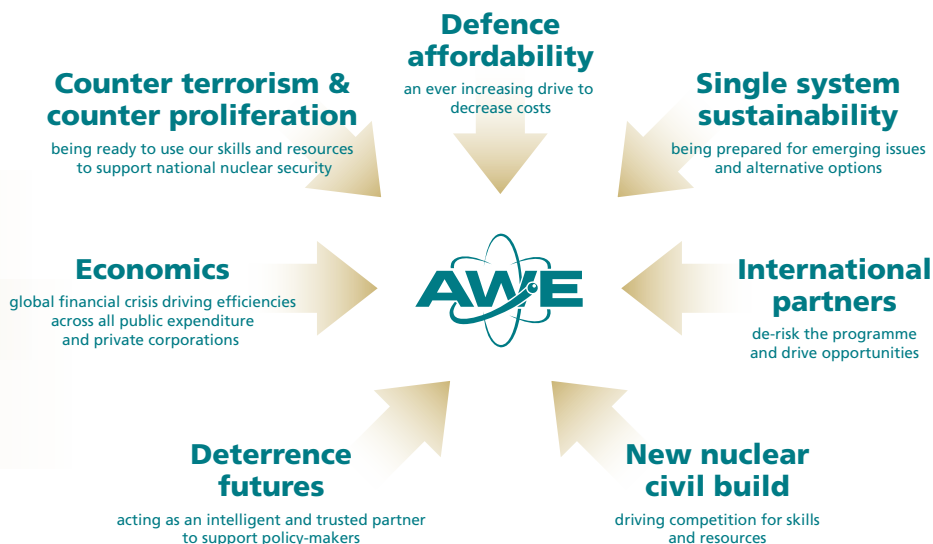 Defence
affordability
an ever increasing drive to
decrease costs
Counter terrorism &
counter proliferation
being ready to use our skills and resources
to support national nuclear security
Single system
sustainability
being prepared for emerging issues
and alternative options
Economics
global financial crisis driving efficiencies
across all public expenditure
and private corporations
AWE
International
partners
de-risk the programme
and drive opportunities
Deterrence
futures
acting as an intelligent and trusted partner
to support policy-makers
New nuclear
civil build
driving competition for skills
and resources